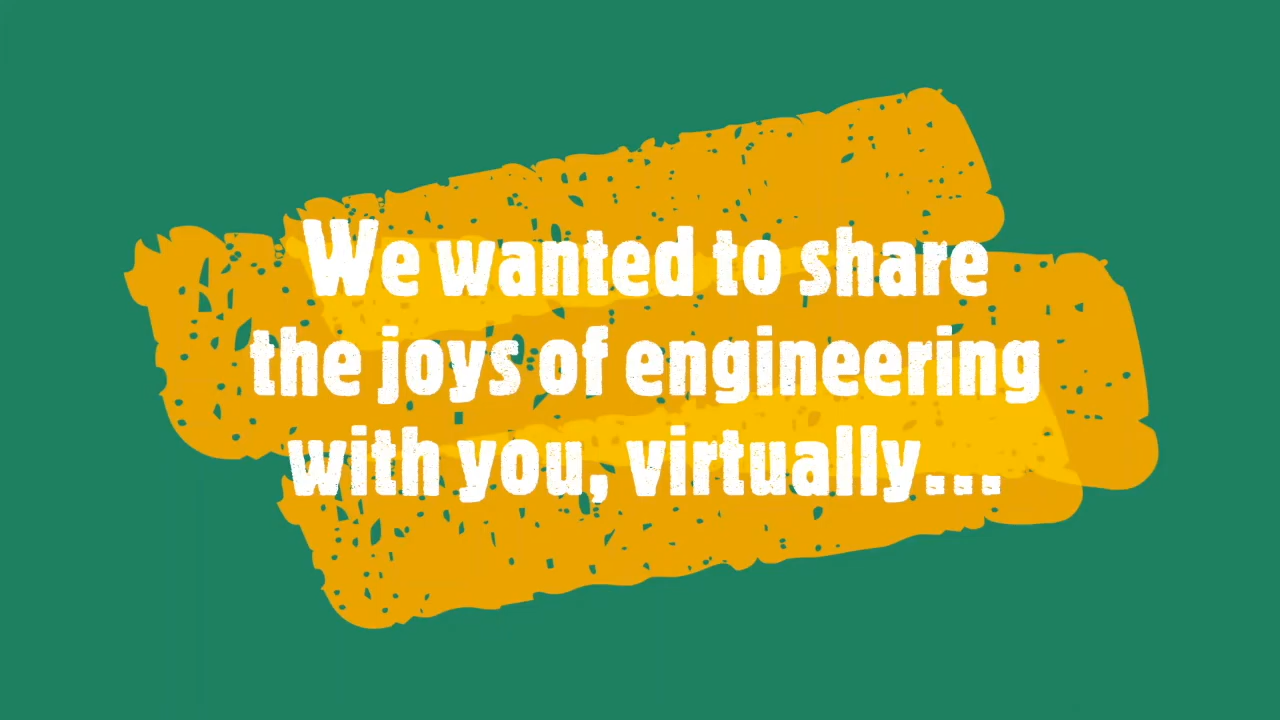 We wanted to share
the joys of engineering
with you, virtually...